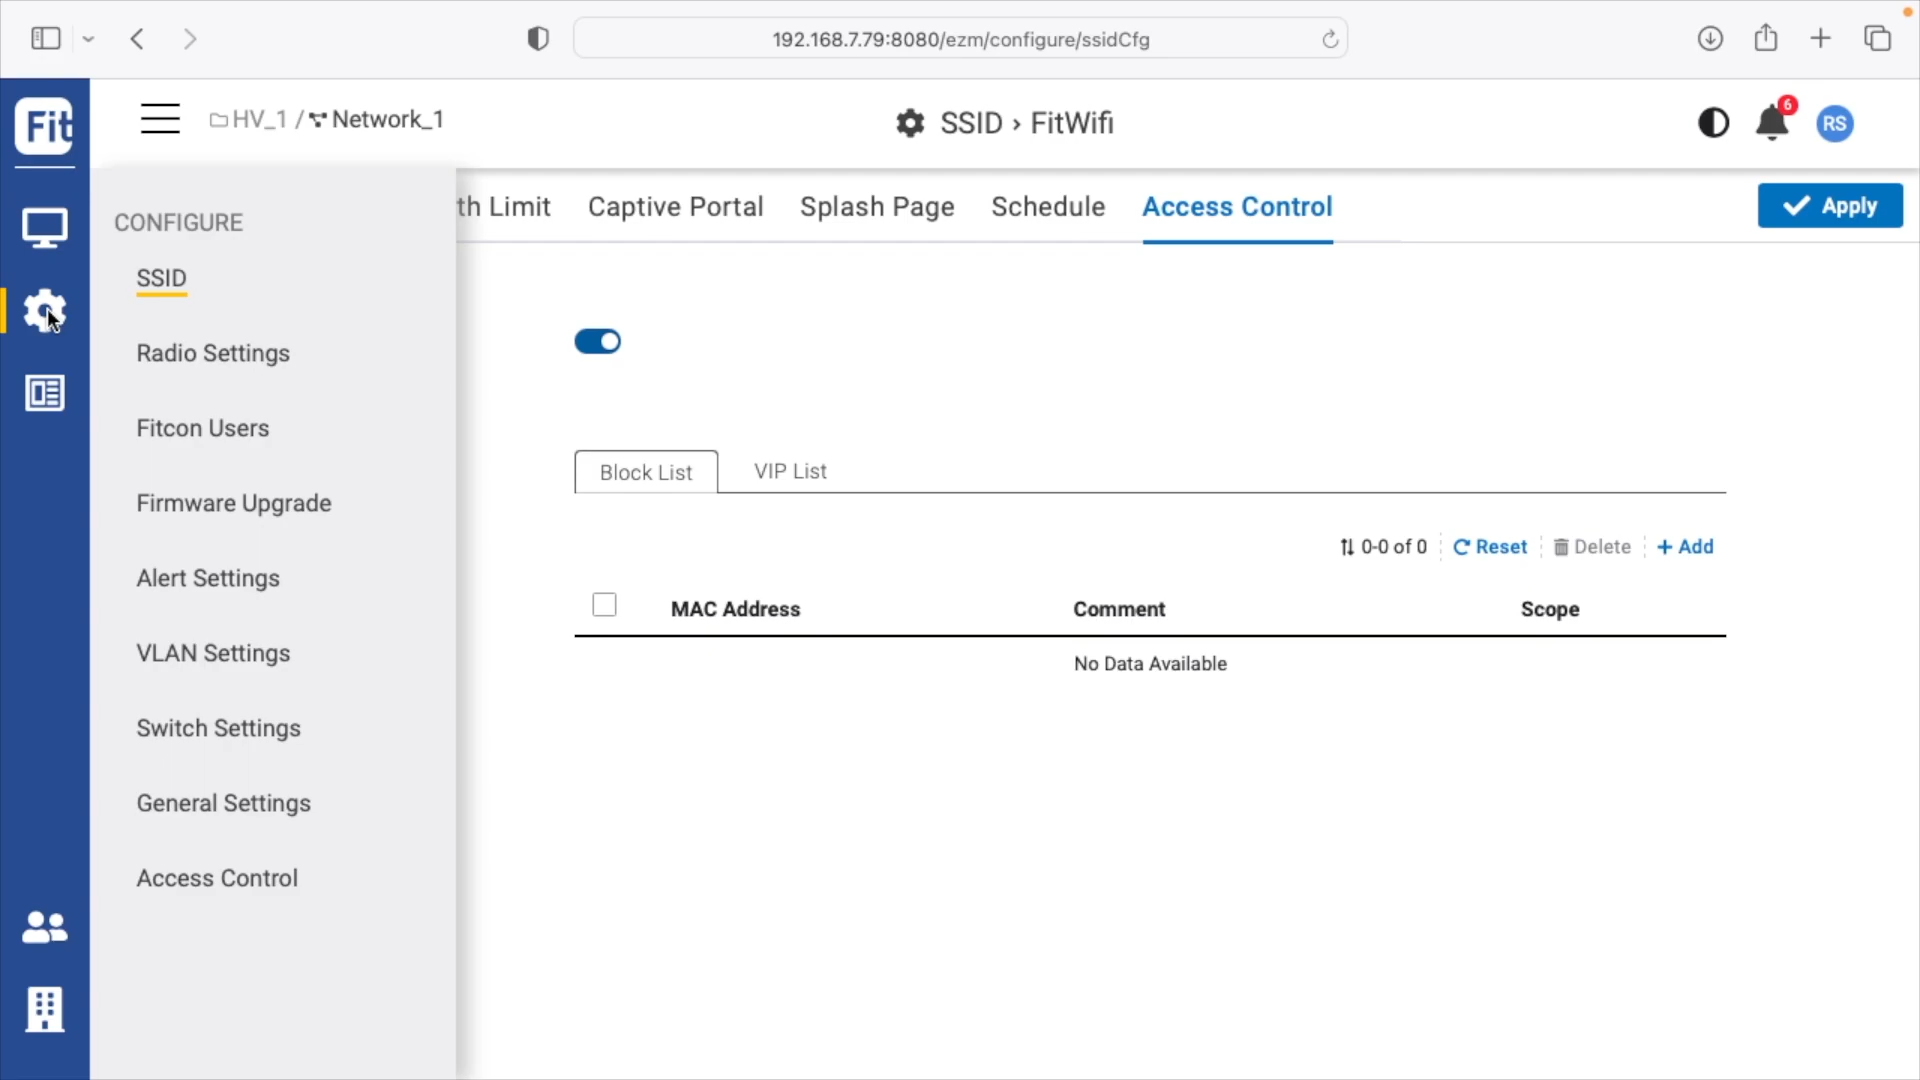 192.168.7.79:8080/ezm/configure/ssidCfg
Fit
HV_1 / Network_1
SSID › FitWifi
6
RS
CONFIGURE
SSID
Radio Settings
Fitcon Users
Firmware Upgrade
Alert Settings
VLAN Settings
Switch Settings
General Settings
Access Control
th Limit
Captive Portal
Splash Page
Schedule
Access Control
Apply
Block List
VIP List
0-0 of 0
Reset
Delete
+ Add
MAC Address
Comment
Scope
No Data Available